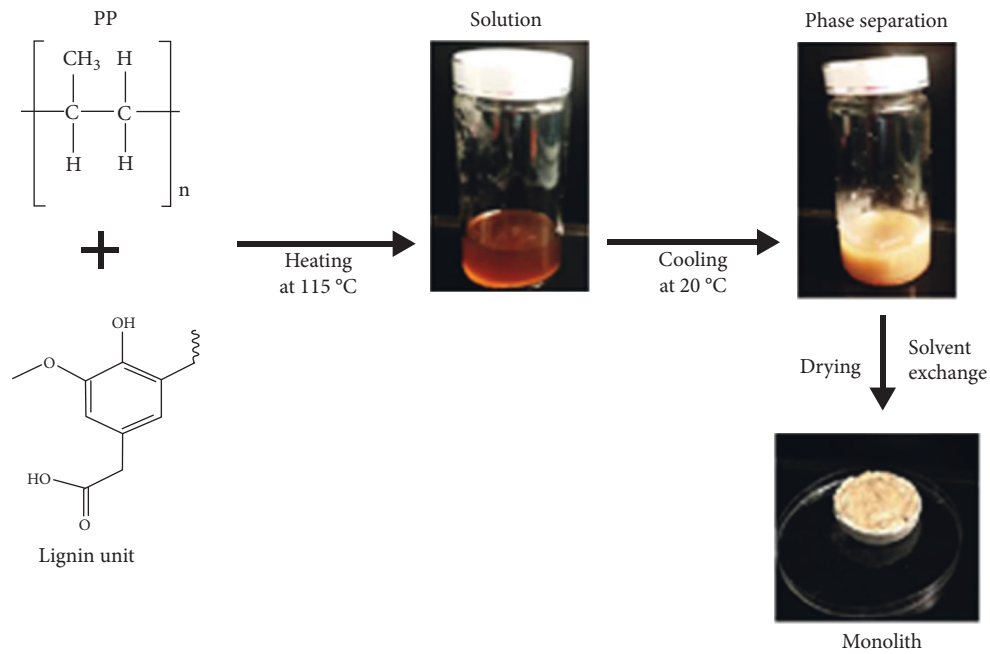 PP
CH₃ H
C C
H H
n
+
OH
O
HO
O
Lignin unit
Heating
at 115 °C
Solution
Cooling
at 20 °C
Phase separation
Drying
Solvent
exchange
Monolith